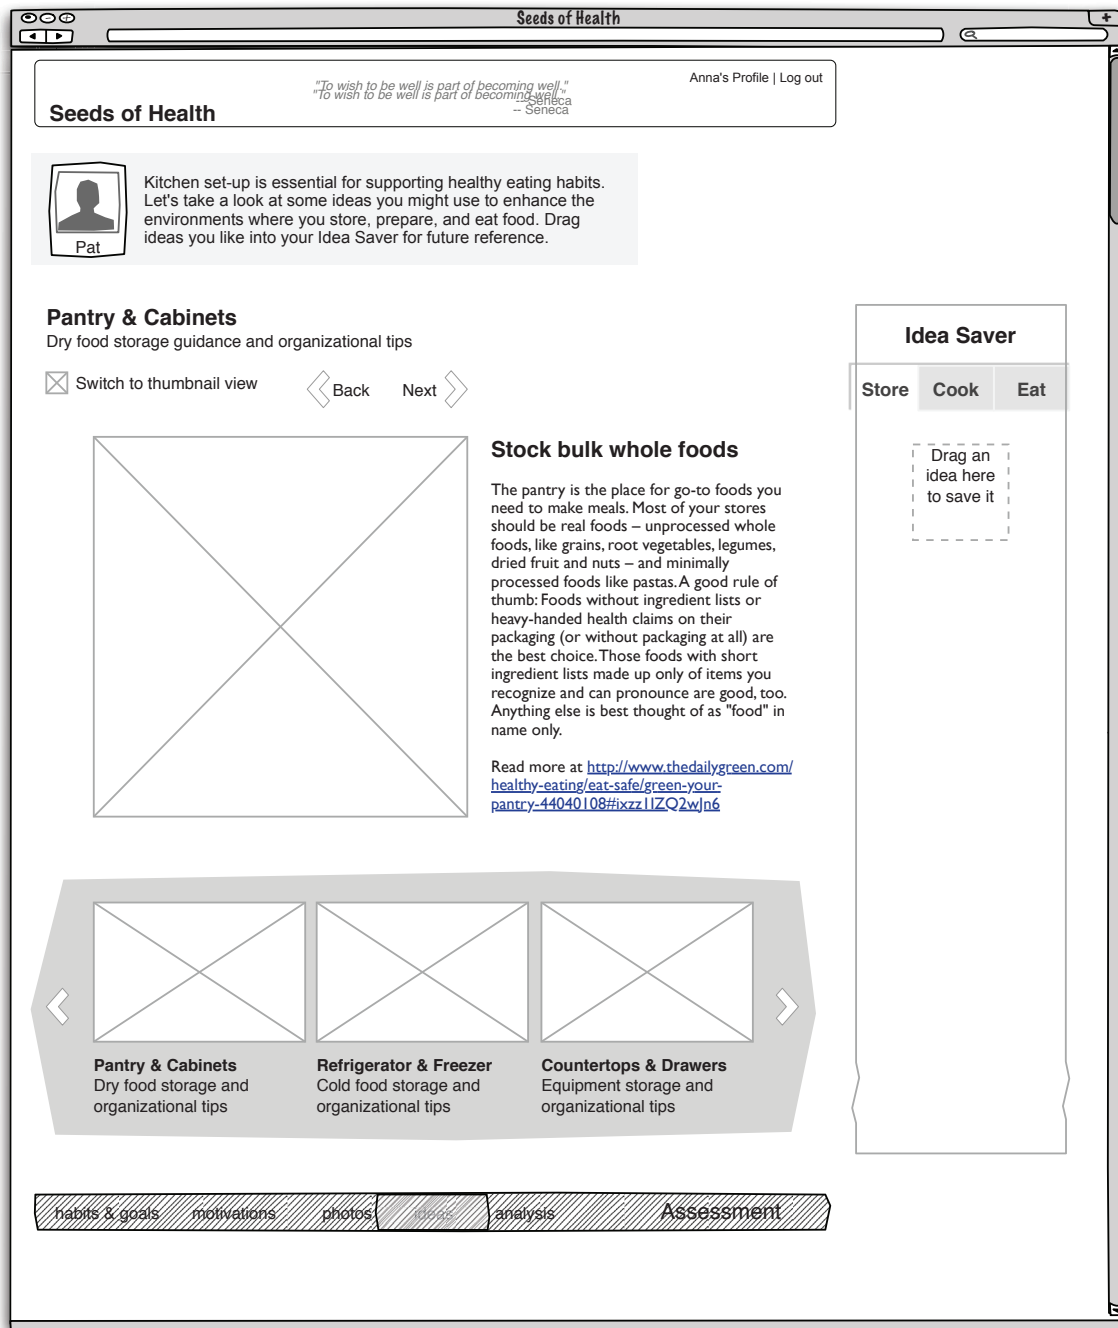 Seeds of Health
"To wish to be well is part of becoming well."
"To wish to be well is part of becoming well."
-- Seneca
-- Seneca
Anna's Profile | Log out
Seeds of Health
Pat
Kitchen set-up is essential for supporting healthy eating habits.
Let's take a look at some ideas you might use to enhance the
environments where you store, prepare, and eat food. Drag
ideas you like into your Idea Saver for future reference.
Pantry & Cabinets
Dry food storage guidance and organizational tips
Switch to thumbnail view
Back
Next
Stock bulk whole foods
The pantry is the place for go-to foods you
need to make meals. Most of your stores
should be real foods – unprocessed whole
foods, like grains, root vegetables, legumes,
dried fruit and nuts – and minimally
processed foods like pastas. A good rule of
thumb: Foods without ingredient lists or
heavy-handed health claims on their
packaging (or without packaging at all) are
the best choice. Those foods with short
ingredient lists made up only of items you
recognize and can pronounce are good, too.
Anything else is best thought of as "food" in
name only.
Read more at http://www.thedailygreen.com/
healthy-eating/eat-safe/green-your-
pantry-44040108#ixzz1IZQ2wJn6
Idea Saver
Store
Cook
Eat
Drag an
idea here
to save it
Pantry & Cabinets
Dry food storage and
organizational tips
Refrigerator & Freezer
Cold food storage and
organizational tips
Countertops & Drawers
Equipment storage and
organizational tips
habits & goals
motivations
photos
ideas
analysis
Assessment